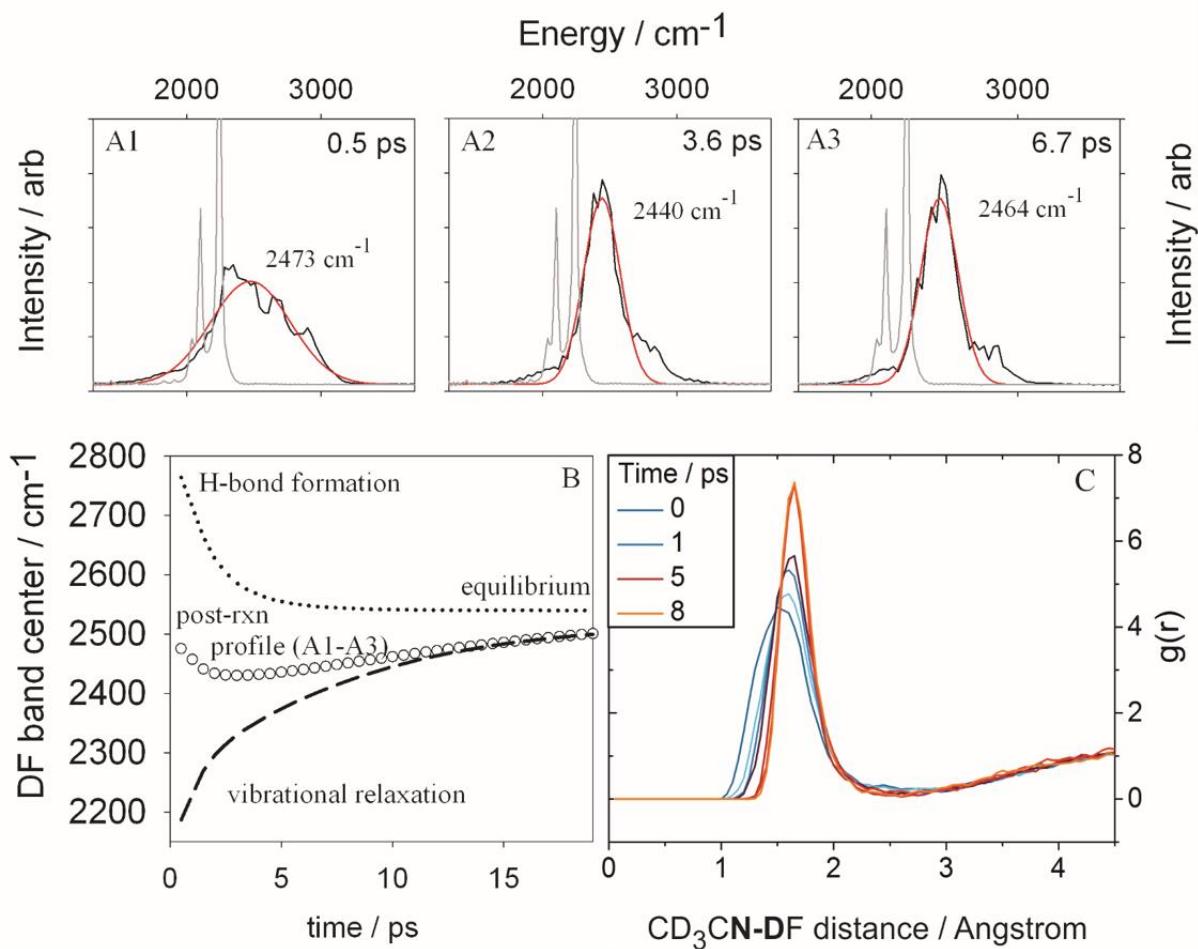 Energy / cm-1
2000 3000 2000 3000 2000 3000
A1 0.5 ps A2 3.6 ps A3 6.7 ps
2473 cm-1 2440 cm-1 2464 cm-1
Intensity / arb
Intensity / arb
DF band center / cm-1
2800
2700
2600
2500
2400
2300
2200
B
H-bond formation
equilibrium
post-rxn
profile (A1-A3)
vibrational relaxation
0 5 10 15
time / ps
Time / ps
0
1
5
8
C
8
6
4
2
0
g(r)
0 1 2 3 4
CD3CN-DF distance / Angstrom